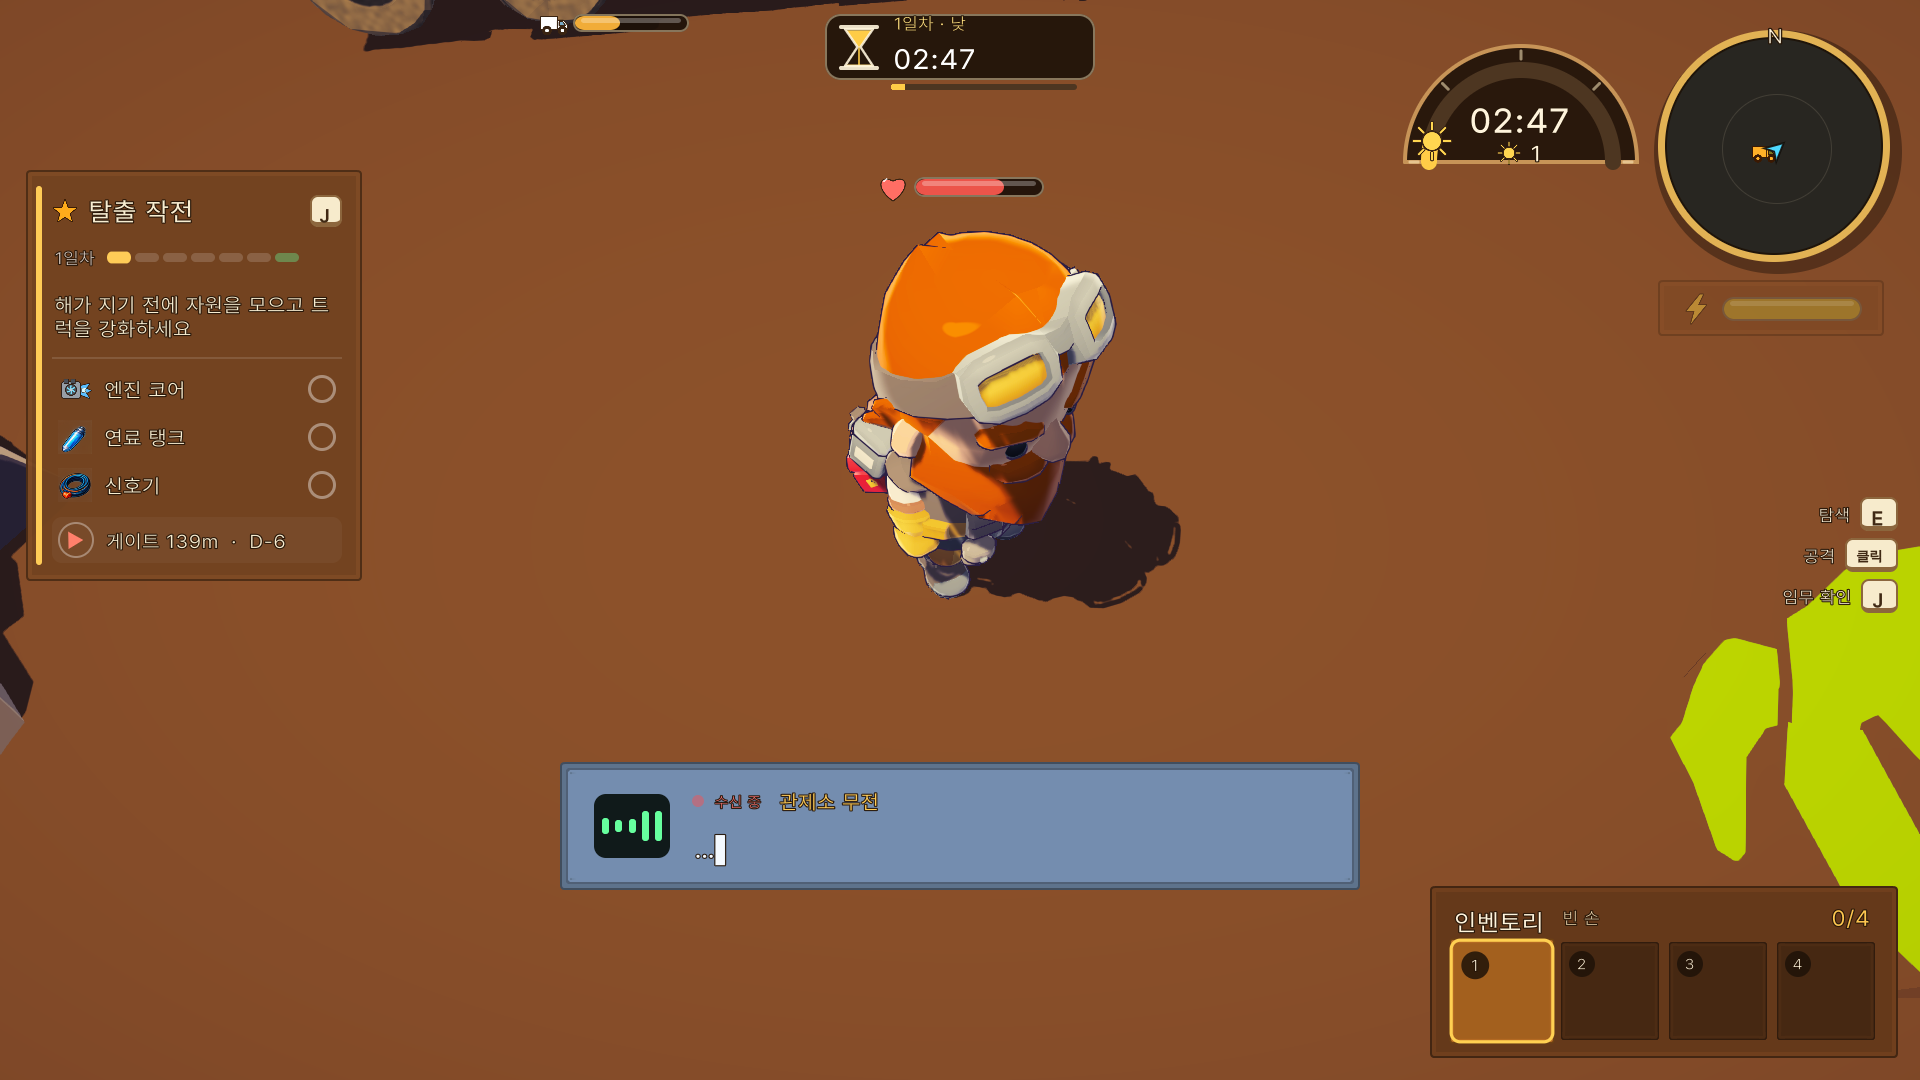 1일차 · 낮
02:47
N
02:47
1
탈출 작전
J
1일차
해가 지기 전에 자원을 모으고 트
럭을 강화하세요
엔진 코어
연료 탱크
신호기
게이트 139m · D-6
탐색 E
공격 클릭
임무 확인 J
수신 중 관제소 무전
...
인벤토리 빈 손 0/4
1 2 3 4